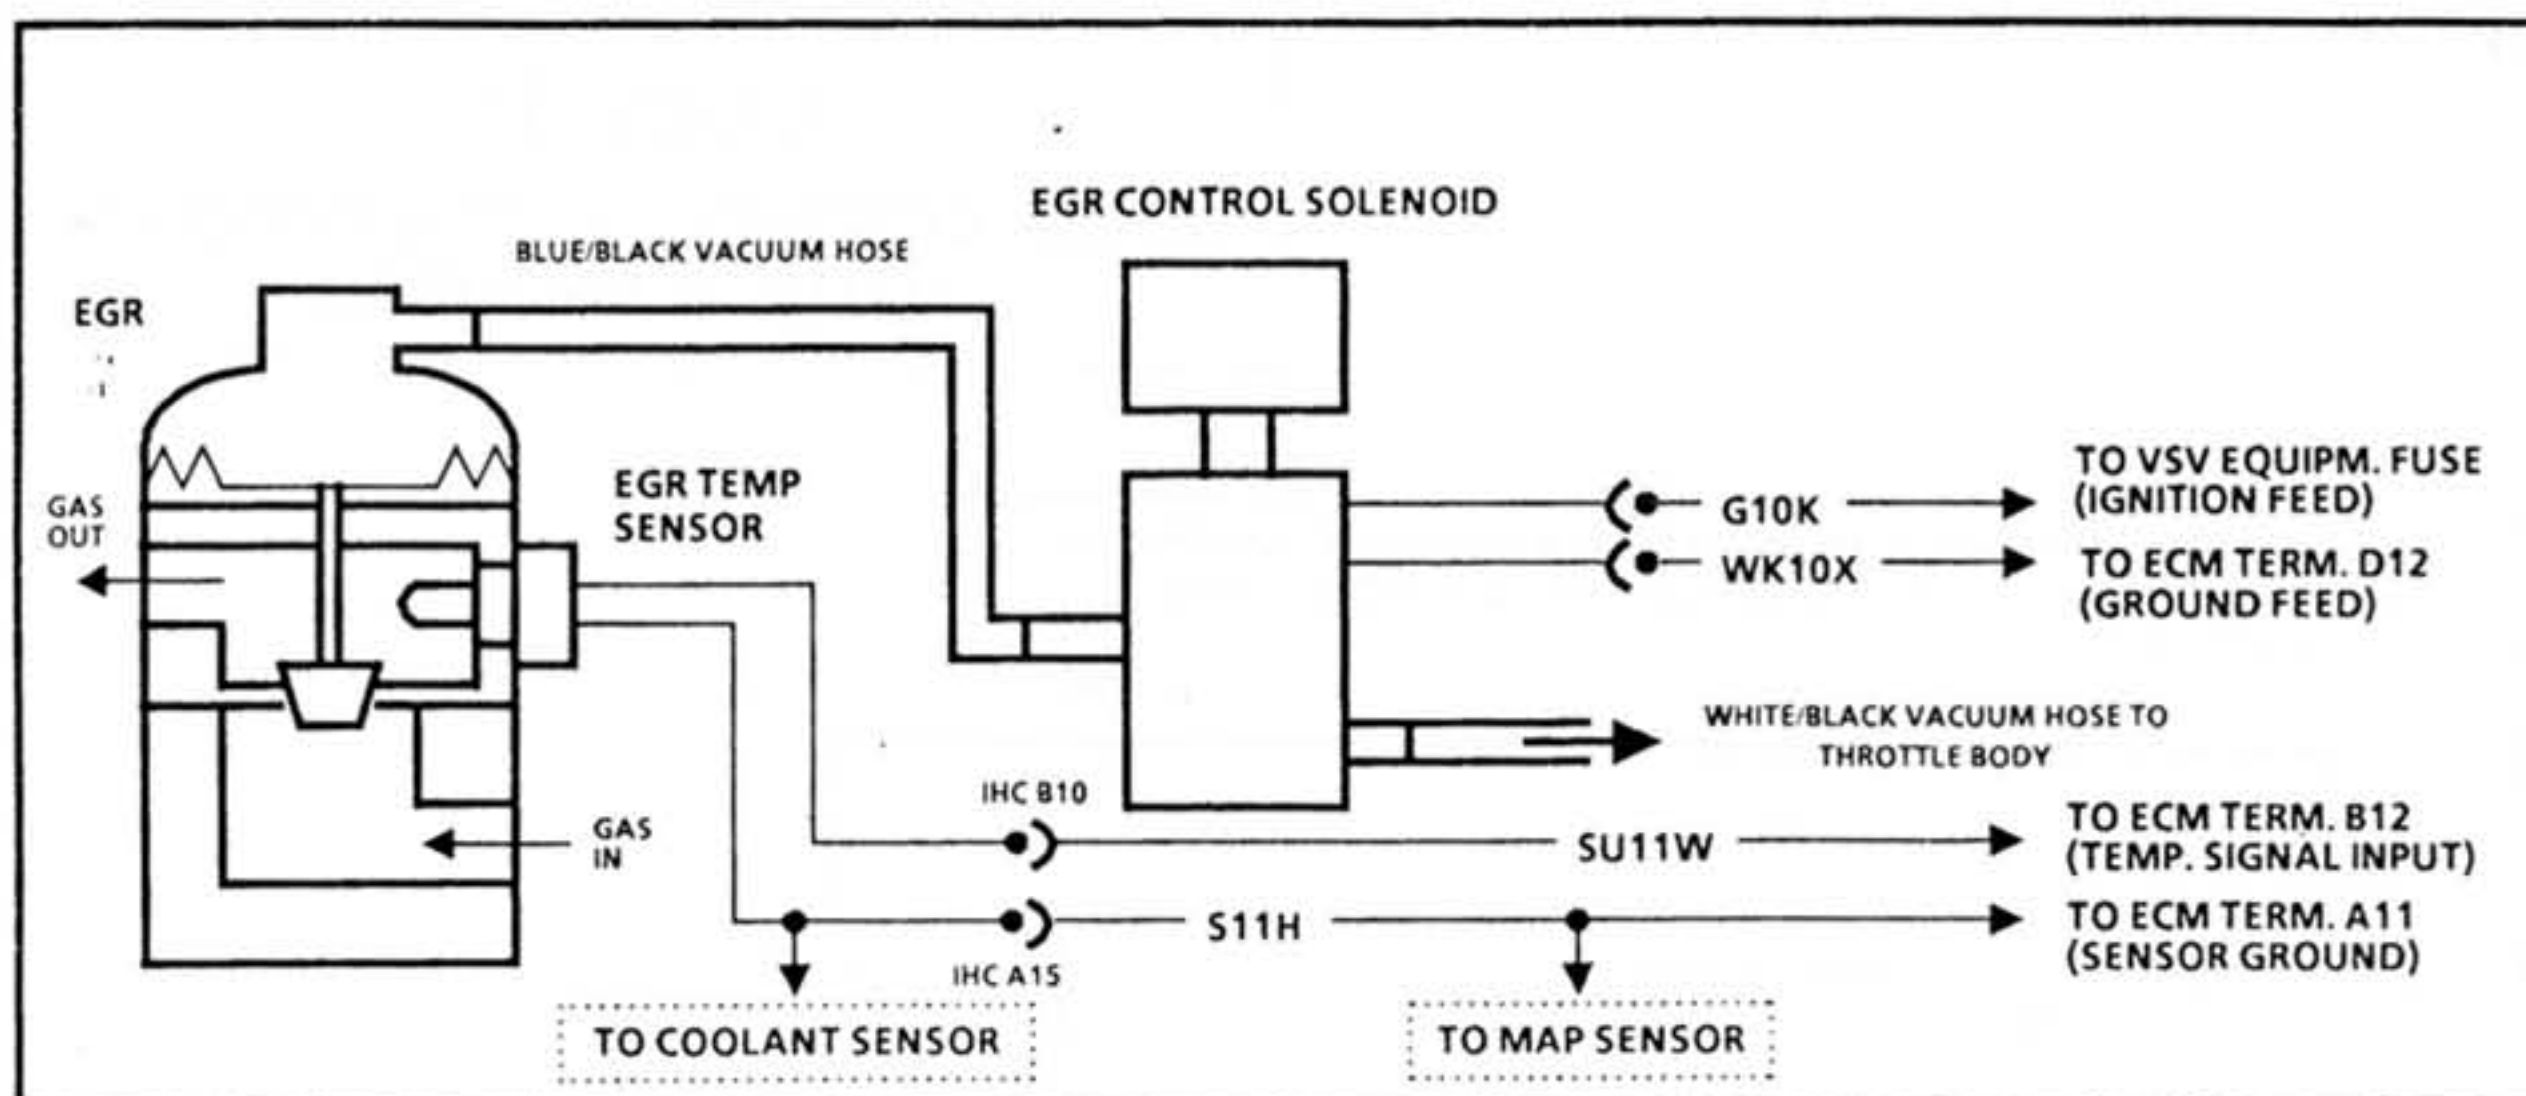 EGR CONTROL SOLENOID
BLUE/BLACK VACUUM HOSE
EGR
EGR TEMP
SENSOR
GAS
OUT
G10K
TO VSV EQUIPM. FUSE
(IGNITION FEED)
WK10X
TO ECM TERM. D12
(GROUND FEED)
WHITE/BLACK VACUUM HOSE TO
THROTTLE BODY
IHC B10
GAS
IN
SU11W
TO ECM TERM. B12
(TEMP. SIGNAL INPUT)
S11H
TO ECM TERM. A11
(SENSOR GROUND)
IHC A15
TO COOLANT SENSOR
TO MAP SENSOR